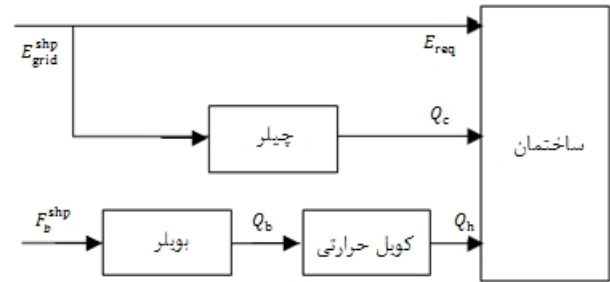 E_grid^shp
E_req
چیلر
Q_c
ساختمان
F_b^shp
بویلر
Q_b
کویل حرارتی
Q_h